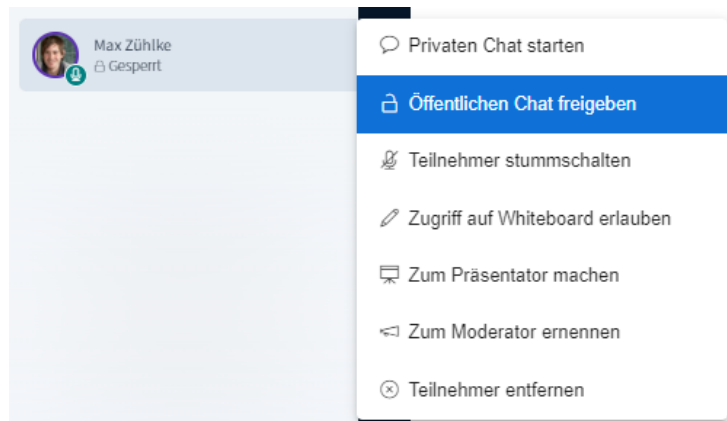 Max Zühlke
Gesperrt
Privaten Chat starten
Öffentlichen Chat freigeben
Teilnehmer stummschalten
Zugriff auf Whiteboard erlauben
Zum Präsentator machen
Zum Moderator ernennen
Teilnehmer entfernen